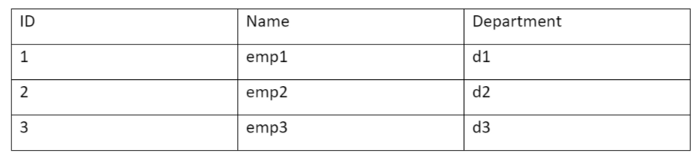 ID Name Department
1 emp1 d1
2 emp2 d2
3 emp3 d3